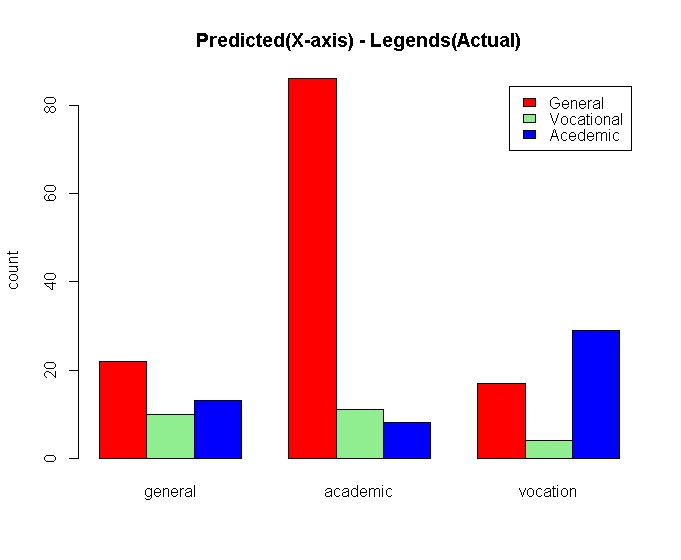 Predicted(X-axis) - Legends(Actual)
General
Vocational
Acedemic
count
80
60
40
20
0
general academic vocation